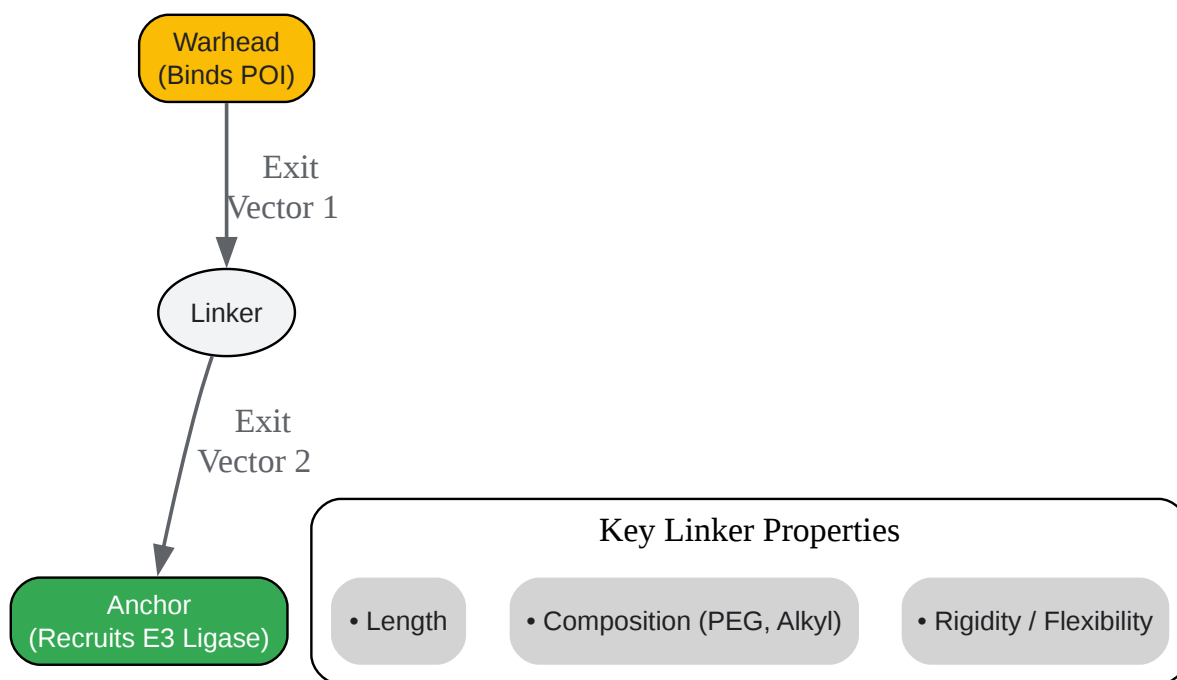 Warhead
(Binds POI)
Exit
Vector 1
Linker
Exit
Vector 2
Anchor
(Recruits E3 Ligase)
Key Linker Properties
• Length
• Composition (PEG, Alkyl)
• Rigidity / Flexibility